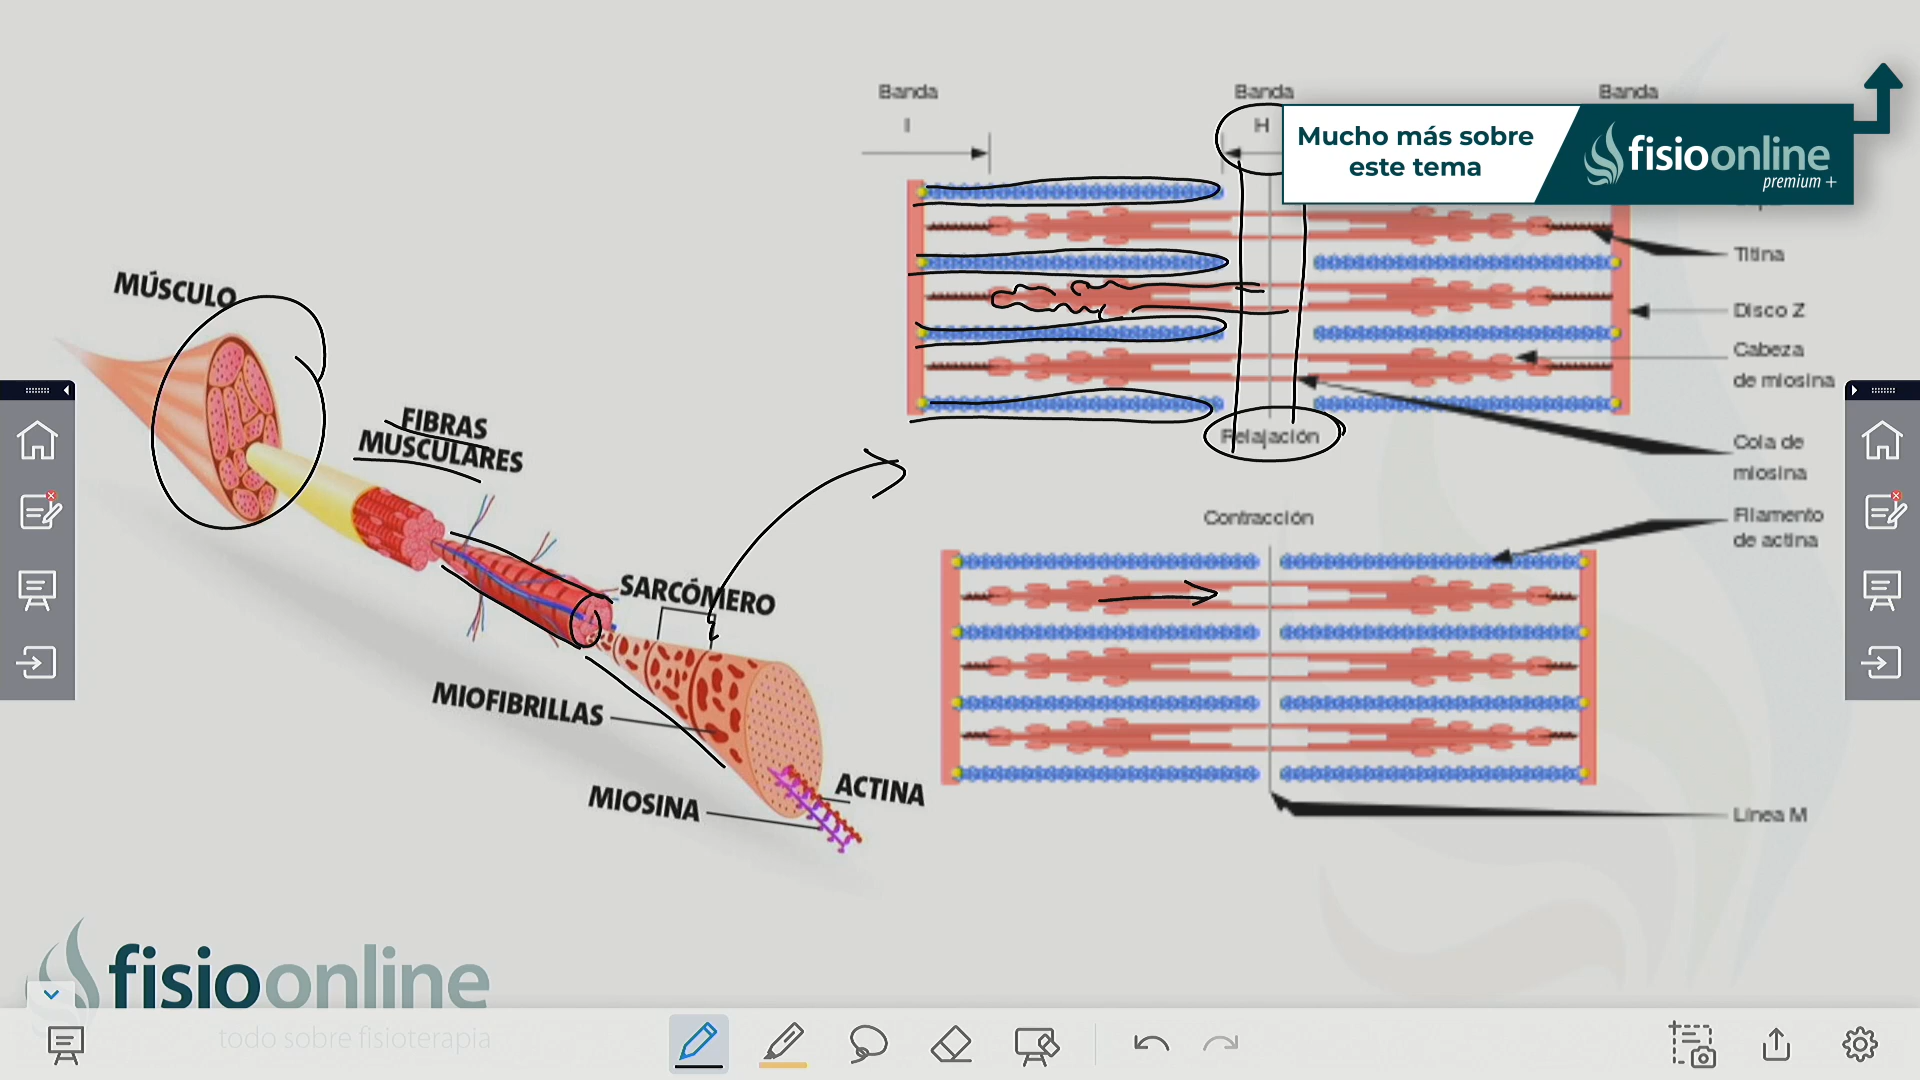 Banda
I
Banda
H
Banda
Mucho más sobre
este tema
fisioonline
premium +
Titina
Disco Z
Cabeza
de miosina
Relajación
Cola de
miosina
Contracción
Filamento
de actina
Línea M
MÚSCULO
FIBRAS
MUSCULARES
SARCÓMERO
MIOFIBRILLAS
MIOSINA
ACTINA
fisioonline
todo sobre fisioterapia